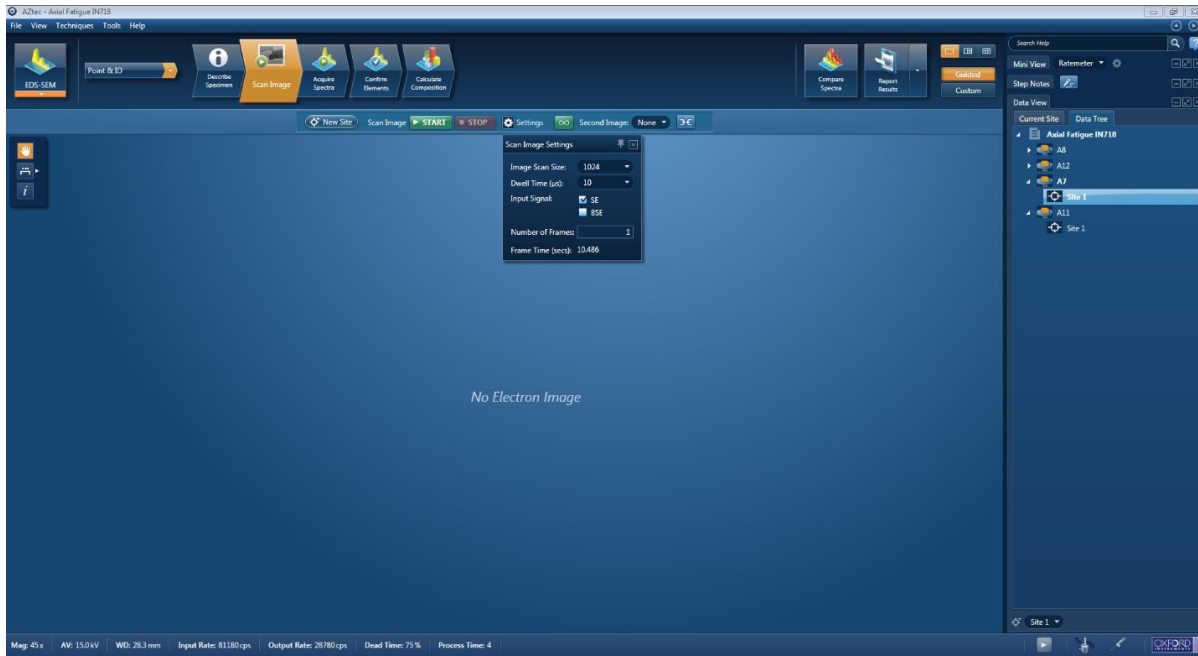 AZtec - Axial Fatigue IN718
File View Techniques Tools Help
EDS-SEM
Point & ID
Describe Specimen
Scan Image
Acquire Spectra
Confirm Elements
Calculate Composition
Compare Spectra
Report Results
Guided
Custom
New Site Scan Image START STOP Settings Second Image: None
Scan Image Settings
Image Scan Size: 1024
Dwell Time (µs): 10
Input Signal: SE
BSE
Number of Frames: 1
Frame Time (secs): 10.486
No Electron Image
Search Help
Mini View Ratemeter
Step Notes
Data View
Current Site Data Tree
Axial Fatigue IN718
A8
A12
A7
Site 1
A11
Site 1
Site 1
Mag: 45 x AV: 15.0 kV WD: 28.3 mm Input Rate: 81180 cps Output Rate: 28780 cps Dead Time: 75 % Process Time: 4
OXFORD